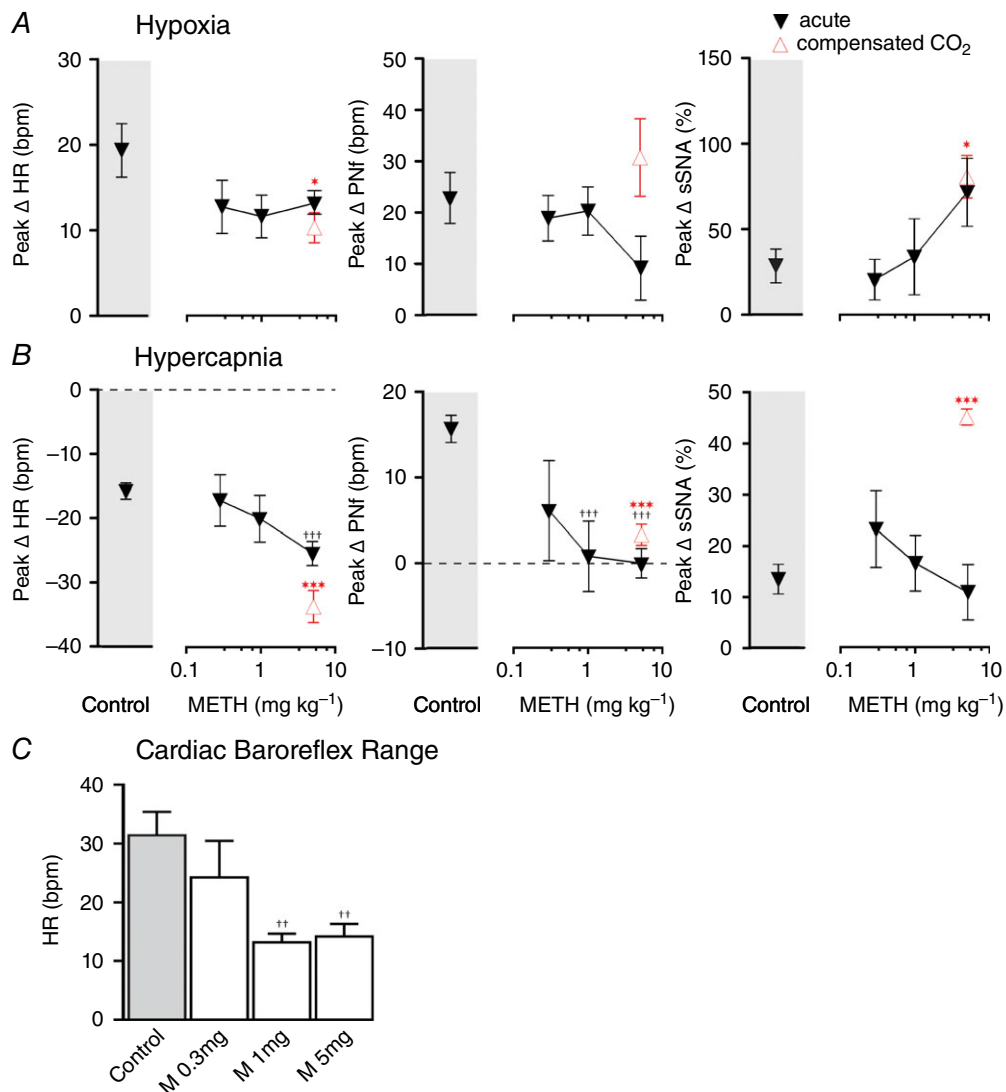 A Hypoxia
acute
compensated CO₂
Peak Δ HR (bpm)
30
20
10
0
*
Peak Δ PNf (bpm)
50
40
30
20
10
0
Peak Δ sSNA (%)
150
100
50
0
*
B Hypercapnia
Peak Δ HR (bpm)
0
–10
–20
–30
–40
†††
***
Control
0.1 1 10
METH (mg kg⁻¹)
Peak Δ PNf (bpm)
20
10
0
–10
†††
***
†††
Control
0.1 1 10
METH (mg kg⁻¹)
Peak Δ sSNA (%)
50
40
30
20
10
0
***
Control
0.1 1 10
METH (mg kg⁻¹)
C Cardiac Baroreflex Range
HR (bpm)
40
30
20
10
0
††
††
Control
M 0.3mg
M 1mg
M 5mg